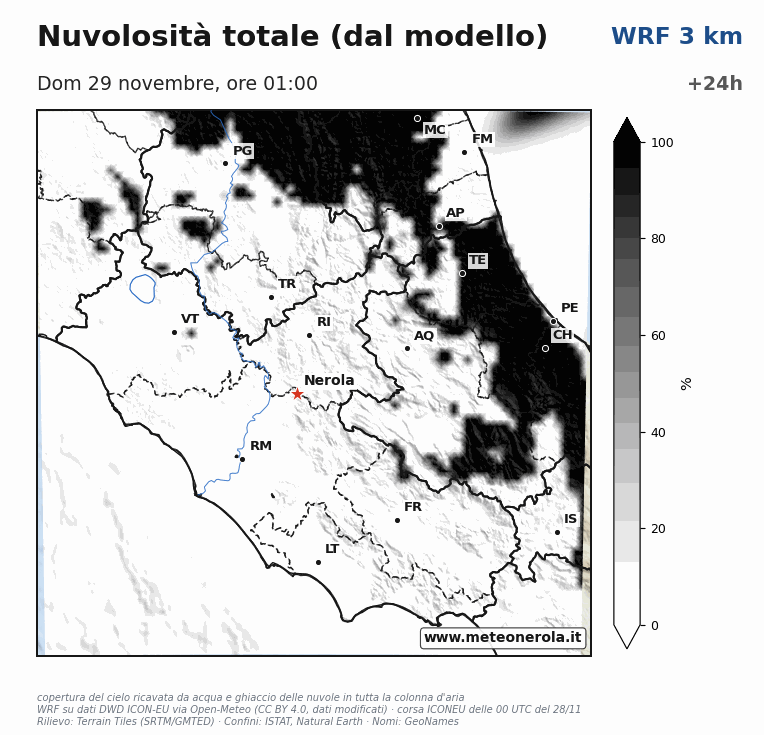 Nuvolosità totale (dal modello)
WRF 3 km
Dom 29 novembre, ore 01:00
+24h
MC
FM
PG
AP
TE
TR
PE
VT
RI
AQ
CH
Nerola
RM
FR
IS
LT
www.meteonerola.it
100
80
60
40
20
0
%
copertura del cielo ricavata da acqua e ghiaccio delle nuvole in tutta la colonna d'aria
WRF su dati DWD ICON-EU via Open-Meteo (CC BY 4.0, dati modificati) · corsa ICONEU delle 00 UTC del 28/11
Rilievo: Terrain Tiles (SRTM/GMTED) · Confini: ISTAT, Natural Earth · Nomi: GeoNames